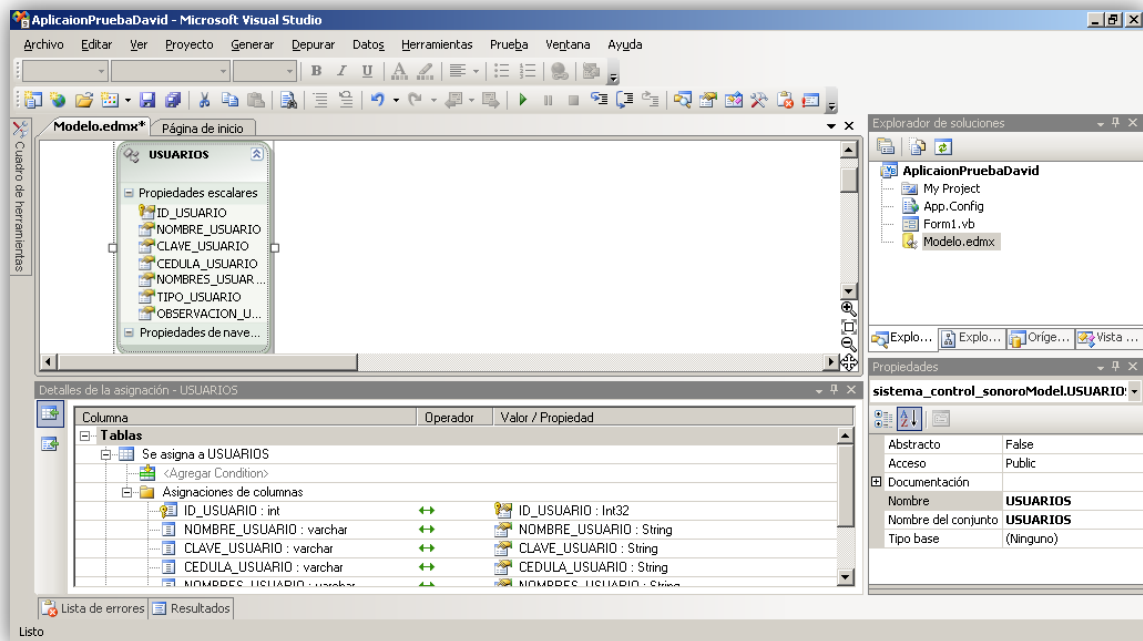 AplicaionPruebaDavid - Microsoft Visual Studio
Archivo Editar Ver Proyecto Generar Depurar Datos Herramientas Prueba Ventana Ayuda
Modelo.edmx* Página de inicio
Cuadro de herramientas
USUARIOS
Propiedades escalares
ID_USUARIO
NOMBRE_USUARIO
CLAVE_USUARIO
CEDULA_USUARIO
NOMBRES_USUAR...
TIPO_USUARIO
OBSERVACION_U...
Propiedades de nave...
Detalles de la asignación - USUARIOS
Columna Operador Valor / Propiedad
Tablas
Se asigna a USUARIOS
<Agregar Condition>
Asignaciones de columnas
ID_USUARIO : int ID_USUARIO : Int32
NOMBRE_USUARIO : varchar NOMBRE_USUARIO : String
CLAVE_USUARIO : varchar CLAVE_USUARIO : String
CEDULA_USUARIO : varchar CEDULA_USUARIO : String
NOMBRES_USUARIO : varchar NOMBRES_USUARIO : String
Lista de errores Resultados
Listo
Explorador de soluciones
AplicaionPruebaDavid
My Project
App.Config
Form1.vb
Modelo.edmx
Explo... Explo... Oríge... Vista ...
Propiedades
sistema_control_sonoroModel.USUARIO
Abstracto False
Acceso Public
Documentación
Nombre USUARIOS
Nombre del conjunto USUARIOS
Tipo base (Ninguno)